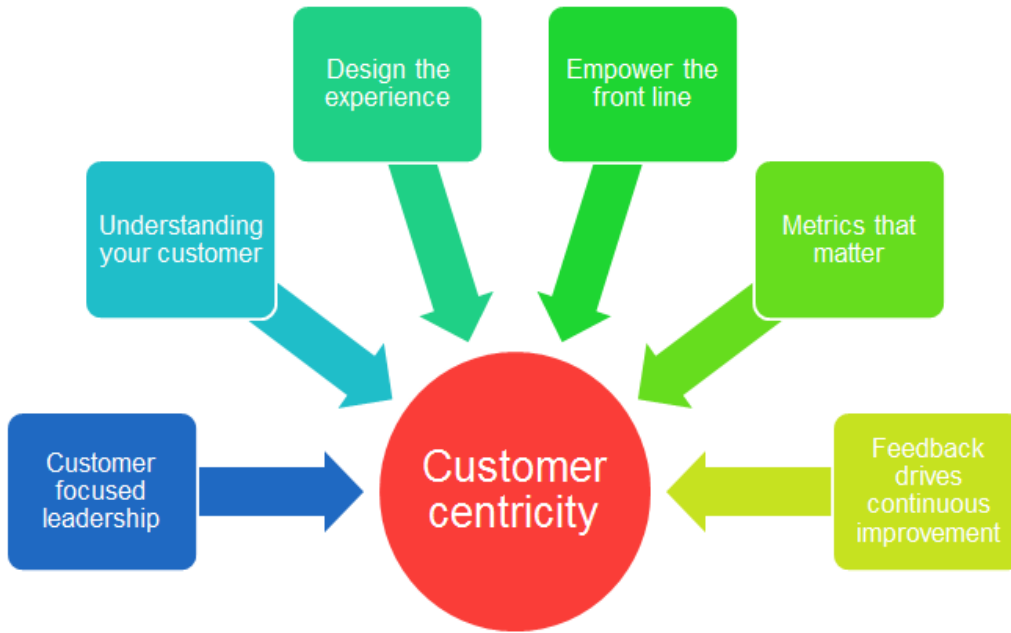 Design the
experience
Empower the
front line
Understanding
your customer
Metrics that
matter
Customer
focused
leadership
Customer
centricity
Feedback
drives
continuous
improvement